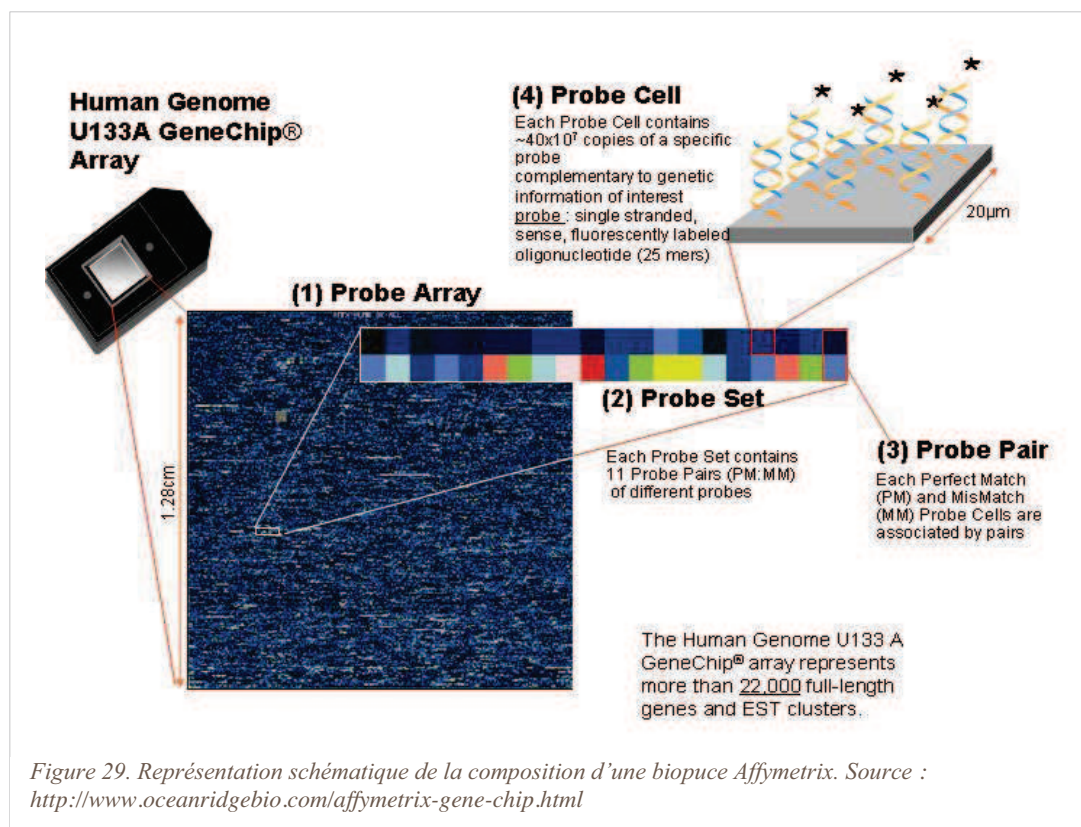 Human Genome
U133A GeneChip®
Array
(4) Probe Cell
Each Probe Cell contains
~40x10⁷ copies of a specific
probe
complementary to genetic
information of interest
probe : single stranded,
sense, fluorescently labeled
oligonucleotide (25 mers)
* * * * *
20µm
(1) Probe Array
1.28cm
(2) Probe Set
Each Probe Set contains
11 Probe Pairs (PM:MM)
of different probes
(3) Probe Pair
Each Perfect Match
(PM) and MisMatch
(MM) Probe Cells are
associated by pairs
The Human Genome U133 A
GeneChip® array represents
more than 22,000 full-length
genes and EST clusters.
Figure 29. Représentation schématique de la composition d'une biopuce Affymetrix. Source :
http://www.oceanridgebio.com/affymetrix-gene-chip.html